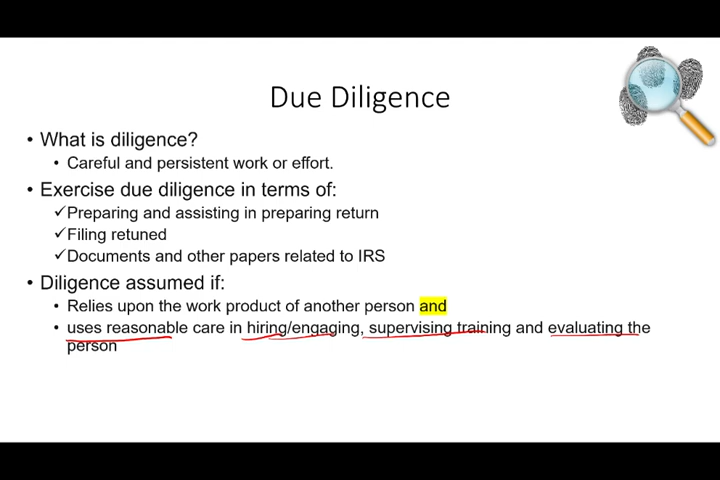 Due Diligence
• What is diligence?
• Careful and persistent work or effort.
• Exercise due diligence in terms of:
✓Preparing and assisting in preparing return
✓Filing retuned
✓Documents and other papers related to IRS
• Diligence assumed if:
• Relies upon the work product of another person and
• uses reasonable care in hiring/engaging, supervising training and evaluating the
person